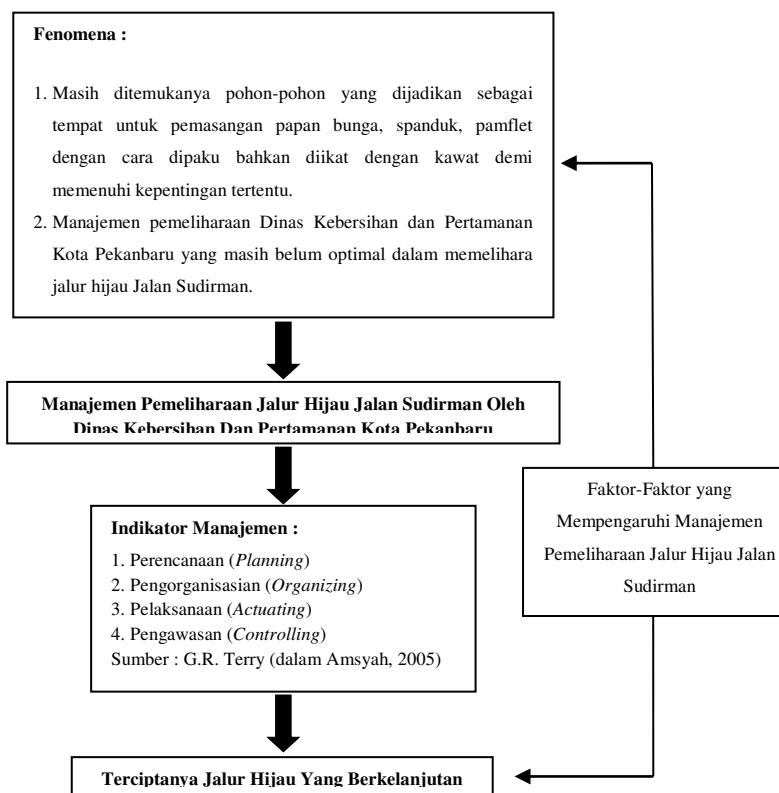 Fenomena :
1. Masih ditemukanya pohon-pohon yang dijadikan sebagai
tempat untuk pemasangan papan bunga, spanduk, pamflet
dengan cara dipaku bahkan diikat dengan kawat demi
memenuhi kepentingan tertentu.
2. Manajemen pemeliharaan Dinas Kebersihan dan Pertamanan
Kota Pekanbaru yang masih belum optimal dalam memelihara
jalur hijau Jalan Sudirman.
Manajemen Pemeliharaan Jalur Hijau Jalan Sudirman Oleh
Dinas Kebersihan Dan Pertamanan Kota Pekanbaru
Indikator Manajemen :
1. Perencanaan (Planning)
2. Pengorganisasian (Organizing)
3. Pelaksanaan (Actuating)
4. Pengawasan (Controlling)
Sumber : G.R. Terry (dalam Amsyah, 2005)
Terciptanya Jalur Hijau Yang Berkelanjutan
Faktor-Faktor yang
Mempengaruhi Manajemen
Pemeliharaan Jalur Hijau Jalan
Sudirman